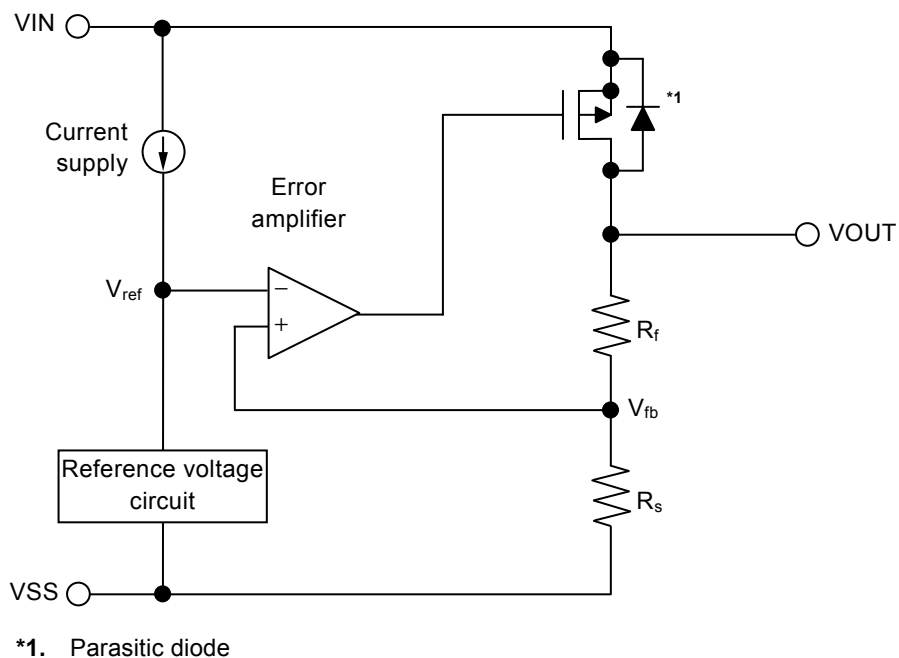 VIN
*1
Current
supply
Error
amplifier
VOUT
Vref
−
+
Rf
Vfb
Reference voltage
circuit
Rs
VSS
*1. Parasitic diode